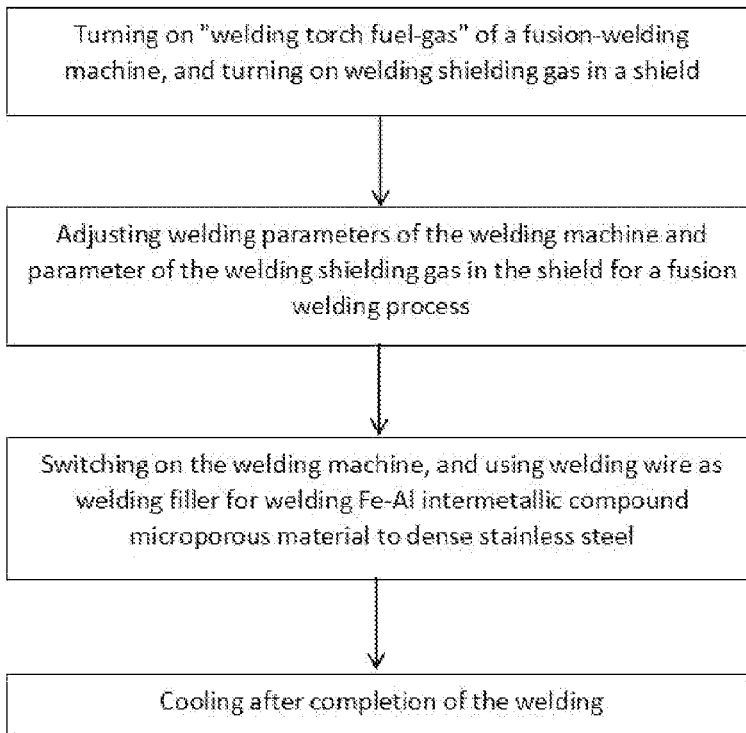 Turning on "welding torch fuel-gas" of a fusion-welding
machine, and turning on welding shielding gas in a shield
Adjusting welding parameters of the welding machine and
parameter of the welding shielding gas in the shield for a fusion
welding process
Switching on the welding machine, and using welding wire as
welding filler for welding Fe-Al intermetallic compound
microporous material to dense stainless steel
Cooling after completion of the welding